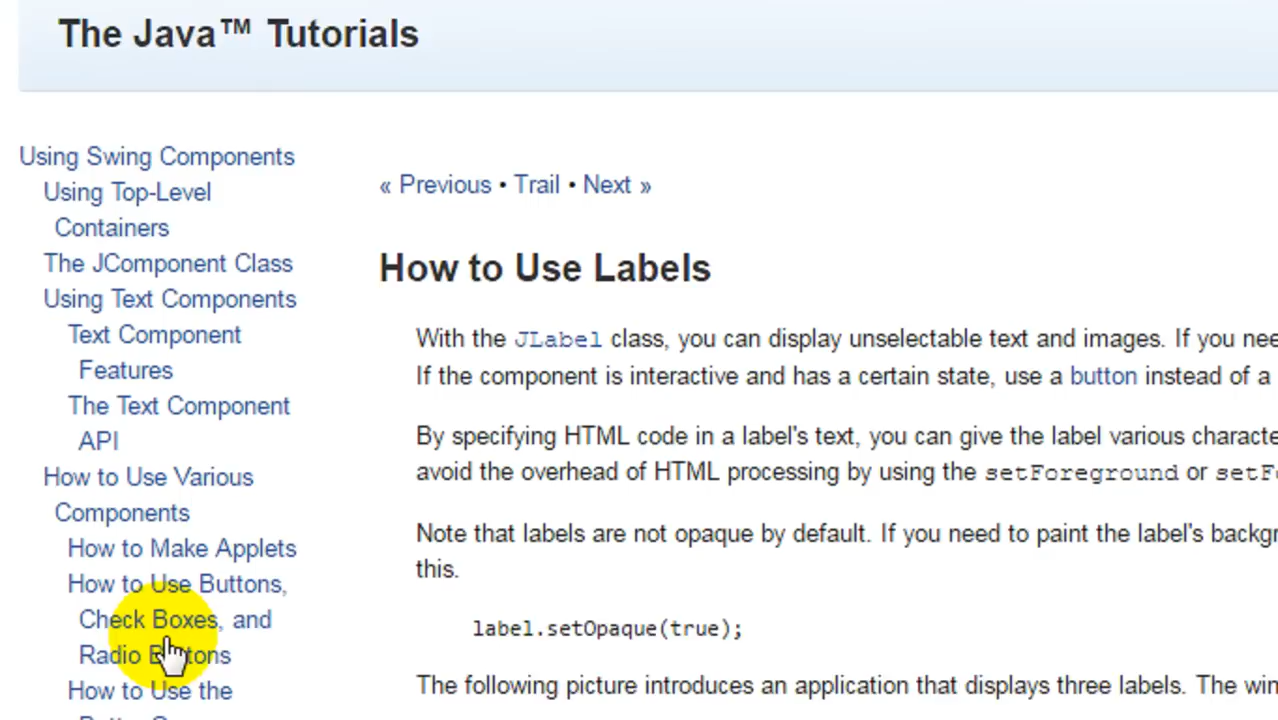 The Java™ Tutorials
Using Swing Components
Using Top-Level
Containers
The JComponent Class
Using Text Components
Text Component
Features
The Text Component
API
How to Use Various
Components
How to Make Applets
How to Use Buttons,
Check Boxes, and
Radio Buttons
How to Use the
« Previous • Trail • Next »
How to Use Labels
With the JLabel class, you can display unselectable text and images. If you nee
If the component is interactive and has a certain state, use a button instead of a
By specifying HTML code in a label's text, you can give the label various characte
avoid the overhead of HTML processing by using the setForeground or setF
Note that labels are not opaque by default. If you need to paint the label's backgr
this.
label.setOpaque(true);
The following picture introduces an application that displays three labels. The win